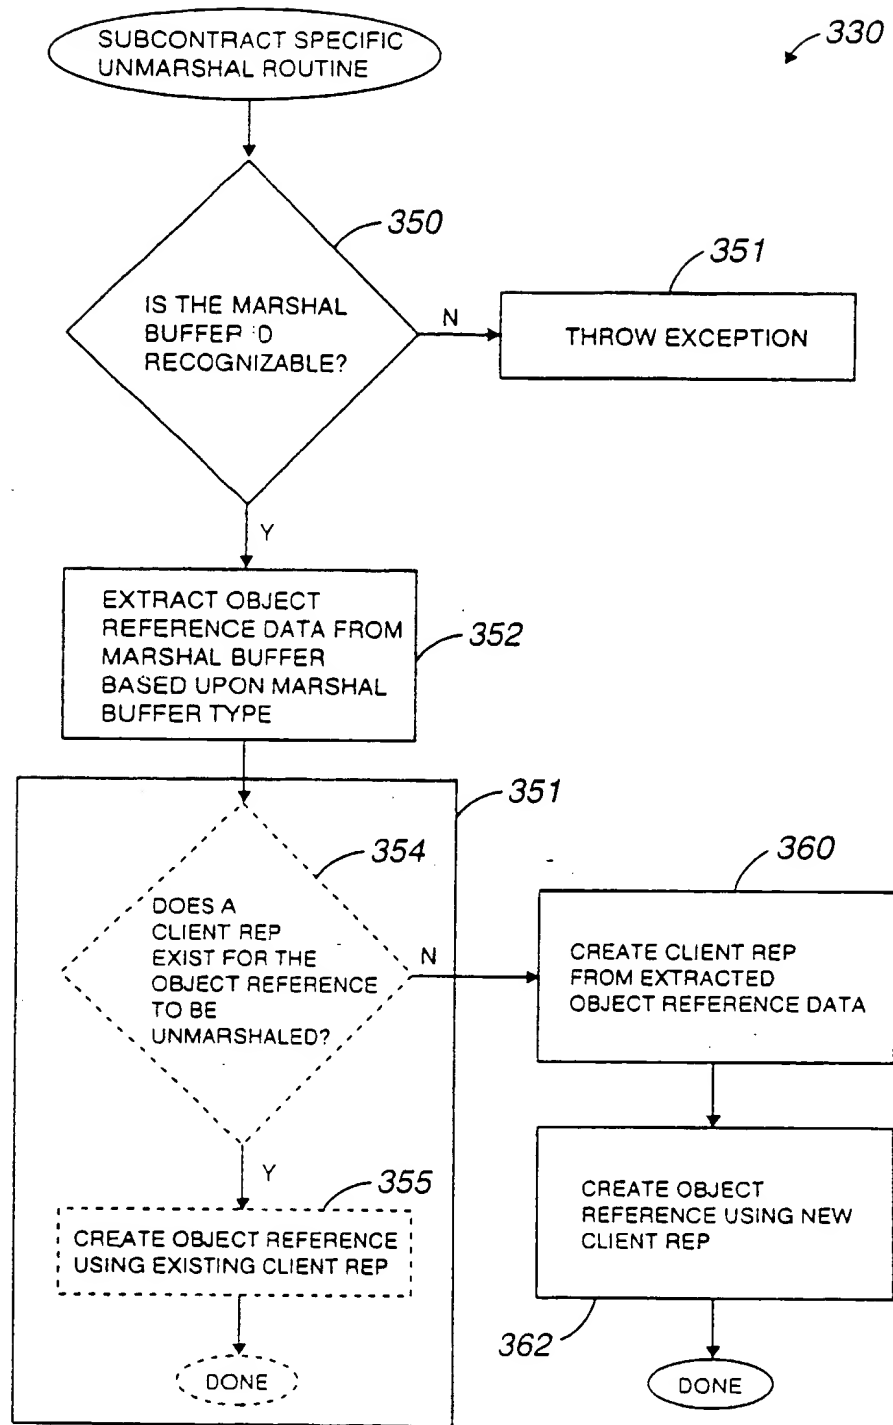 SUBCONTRACT SPECIFIC
UNMARSHAL ROUTINE
330
350
IS THE MARSHAL
BUFFER ID
RECOGNIZABLE?
N
351
THROW EXCEPTION
Y
EXTRACT OBJECT
REFERENCE DATA FROM
MARSHAL BUFFER
BASED UPON MARSHAL
BUFFER TYPE
352
351
354
DOES A
CLIENT REP
EXIST FOR THE
OBJECT REFERENCE
TO BE
UNMARSHALED?
N
360
CREATE CLIENT REP
FROM EXTRACTED
OBJECT REFERENCE DATA
Y
355
CREATE OBJECT REFERENCE
USING EXISTING CLIENT REP
DONE
CREATE OBJECT
REFERENCE USING NEW
CLIENT REP
362
DONE